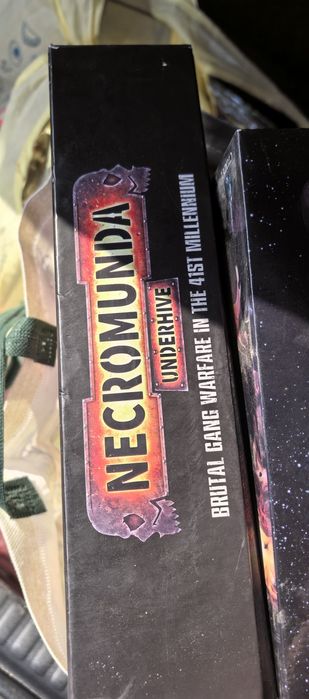 NECROMUNDA
UNDERHIVE
BRUTAL GANG WARFARE IN THE 41ST MILLENNIUM